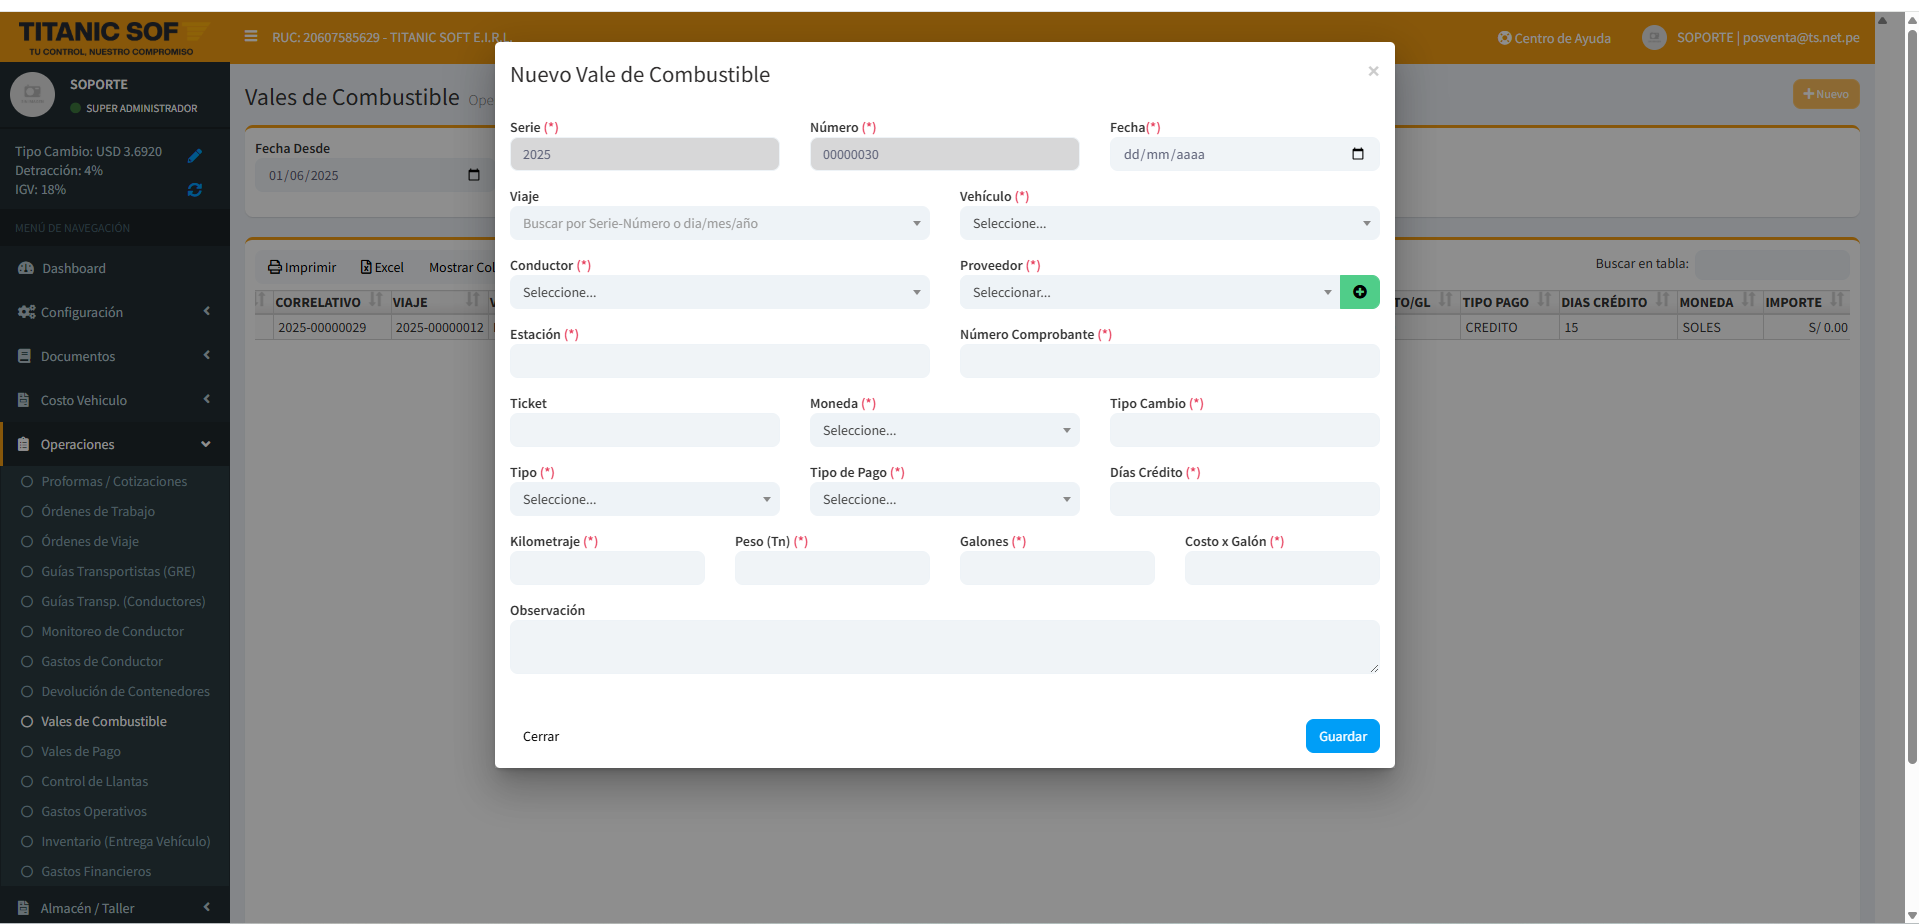 TITANIC SOF
TU CONTROL, NUESTRO COMPROMISO
RUC: 20607585629 - TITANIC SOFT E.I.R.L.
Centro de Ayuda
SOPORTE | posventa@ts.net.pe
SOPORTE
SUPER ADMINISTRADOR
Tipo Cambio: USD 3.6920
Detracción: 4%
IGV: 18%
MENÚ DE NAVEGACIÓN
Dashboard
Configuración
Documentos
Costo Vehiculo
Operaciones
Proformas / Cotizaciones
Órdenes de Trabajo
Órdenes de Viaje
Guías Transportistas (GRE)
Guías Transp. (Conductores)
Monitoreo de Conductor
Gastos de Conductor
Devolución de Contenedores
Vales de Combustible
Vales de Pago
Control de Llantas
Gastos Operativos
Inventario (Entrega Vehículo)
Gastos Financieros
Almacén / Taller
Vales de Combustible Ope
Nuevo
Fecha Desde
01/06/2025
Imprimir Excel Mostrar Col
Buscar en tabla:
CORRELATIVO VIAJE TO/GL TIPO PAGO DIAS CRÉDITO MONEDA IMPORTE
2025-00000029 2025-00000012 CREDITO 15 SOLES S/ 0.00
Nuevo Vale de Combustible
×
Serie (*) Número (*) Fecha(*)
2025 00000030 dd/mm/aaaa
Viaje Vehículo (*)
Buscar por Serie-Número o dia/mes/año Seleccione...
Conductor (*) Proveedor (*)
Seleccione... Seleccionar...
Estación (*) Número Comprobante (*)
Ticket Moneda (*) Tipo Cambio (*)
Seleccione...
Tipo (*) Tipo de Pago (*) Días Crédito (*)
Seleccione... Seleccione...
Kilometraje (*) Peso (Tn) (*) Galones (*) Costo x Galón (*)
Observación
Cerrar Guardar